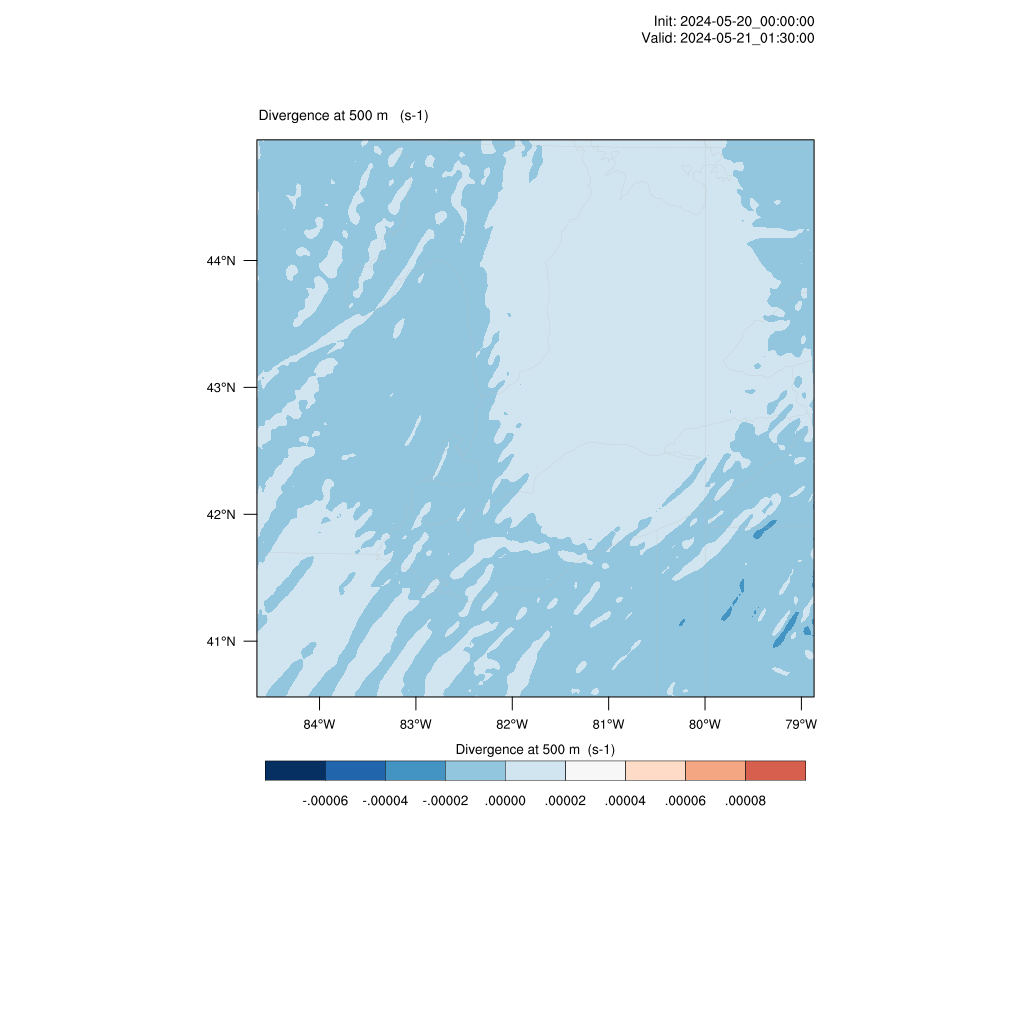 Init: 2024-05-20_00:00:00
Valid: 2024-05-21_01:30:00
Divergence at 500 m (s-1)
44°N
43°N
42°N
41°N
84°W 83°W 82°W 81°W 80°W 79°W
Divergence at 500 m (s-1)
-.00006 -.00004 -.00002 .00000 .00002 .00004 .00006 .00008